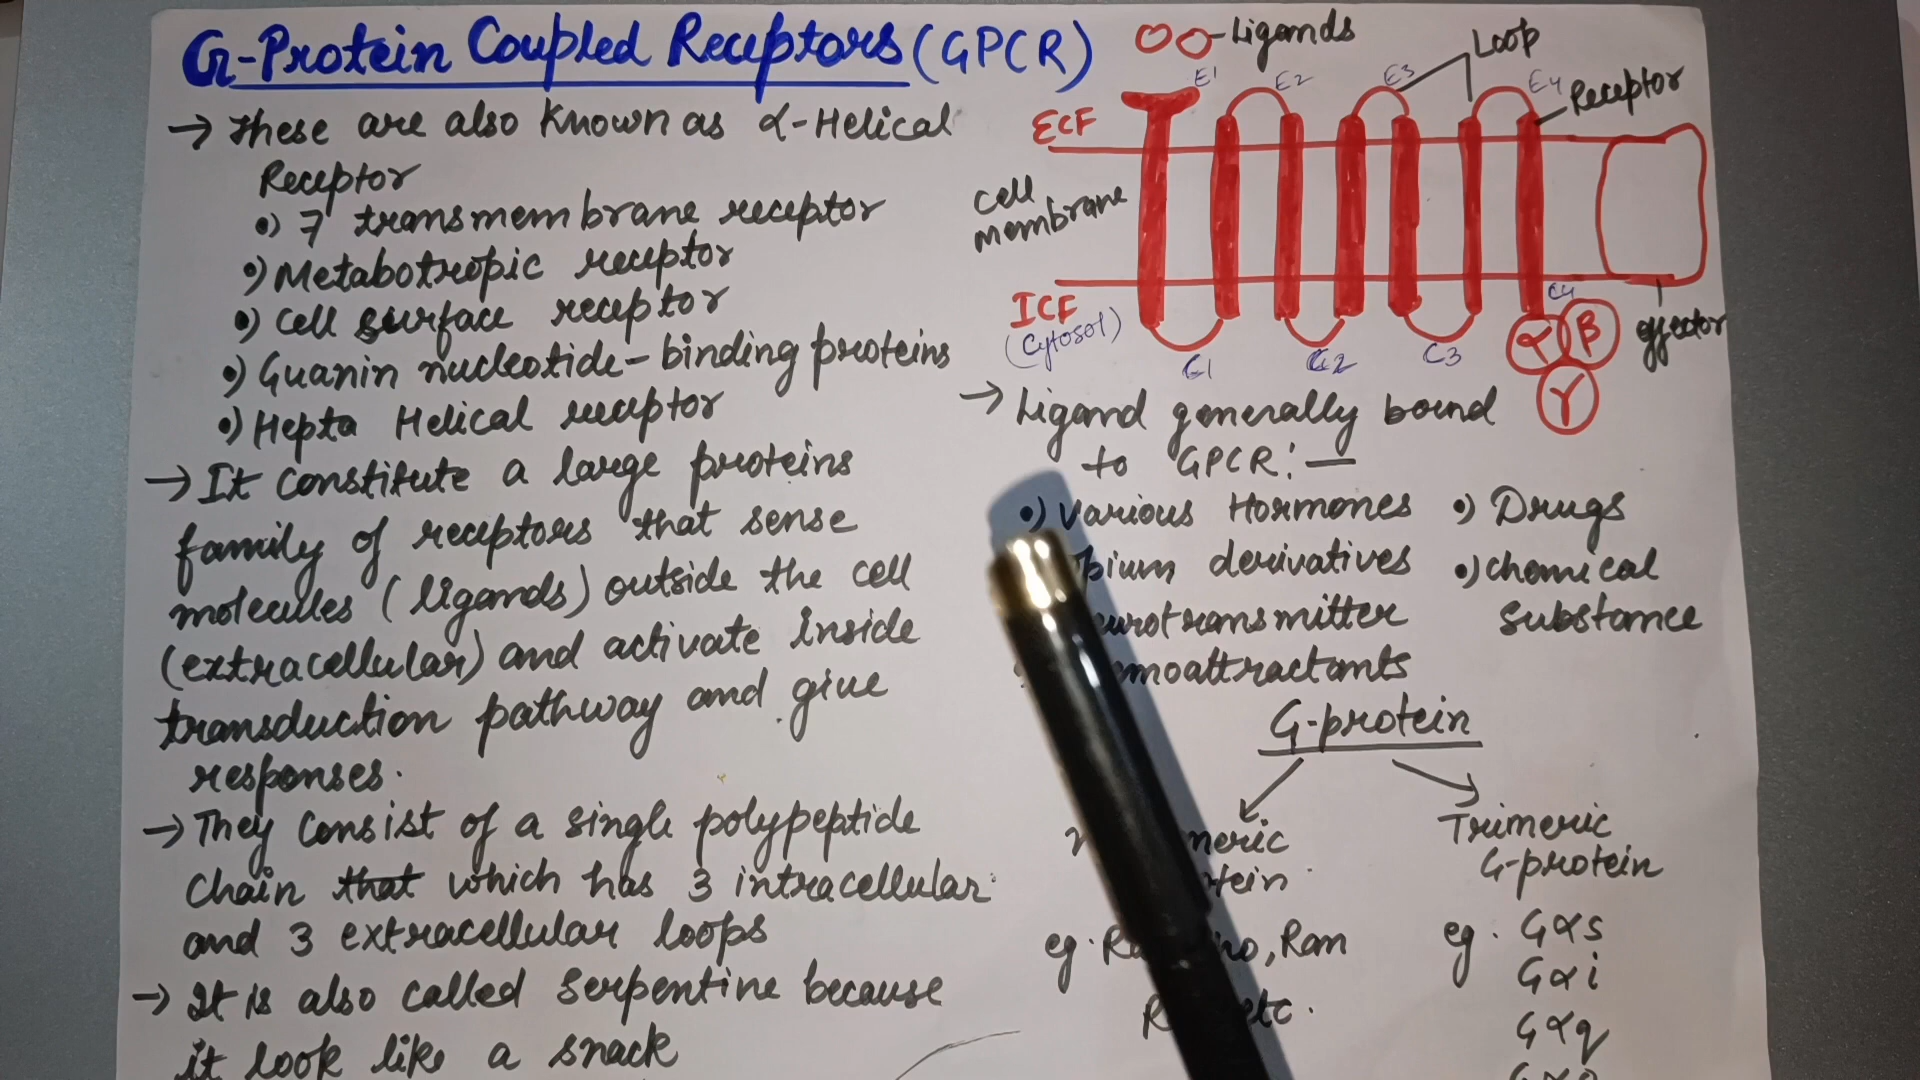 G-Protein Coupled Receptors (GPCR)
→ These are also known as α-Helical
Receptor
•) 7 transmembrane receptor
•) Metabotropic receptor
•) Cell surface receptor
•) Guanin nucleotide-binding proteins
•) Hepta Helical receptor
→ It constitute a large proteins
family of receptors that sense
molecules (ligands) outside the cell
(extracellular) and activate inside
transduction pathway and give
responses.
→ They consist of a single polypeptide
Chain that which has 3 intracellular
and 3 extracellular loops
→ It is also called Serpentine because
it look like a snack
Ligands
Loop
E1 E2 E3 E4
Receptor
ECF
Cell
membrane
ICF
(Cytosol)
C1 C2 C3 C4
α β
γ
effector
→ Ligand generally bound
to GPCR:—
•) Various Hormones •) Drugs
derivatives •) Chemical
Substance
G-protein
Trimeric
G-protein
eg. Ran
etc.
eg. Gαs
Gαi
Gαq